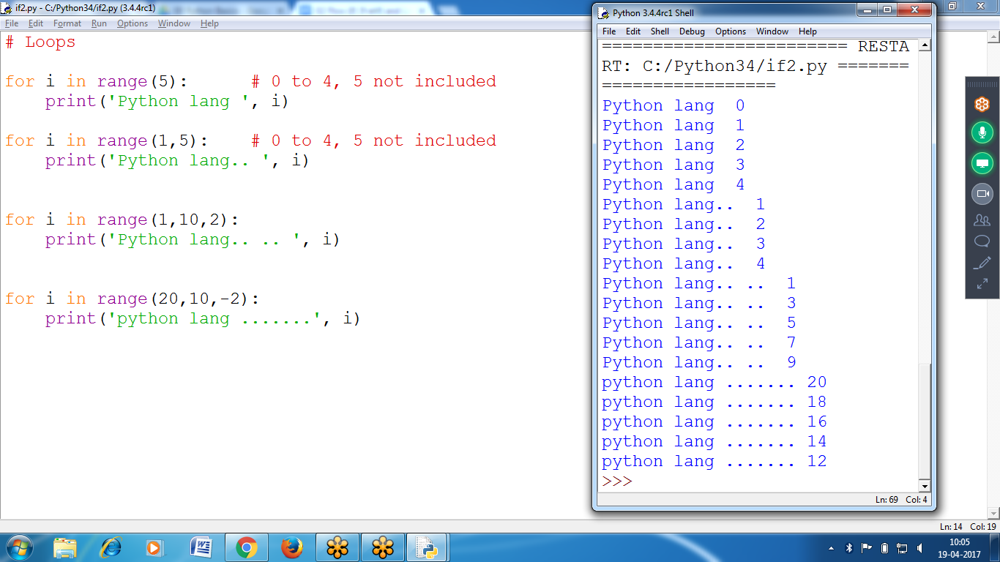 if2.py - C:/Python34/if2.py (3.4.4rc1)
File Edit Format Run Options Window Help
# Loops
for i in range(5):      # 0 to 4, 5 not included
    print('Python lang ', i)
for i in range(1,5):    # 0 to 4, 5 not included
    print('Python lang.. ', i)
for i in range(1,10,2):
    print('Python lang.. .. ', i)
for i in range(20,10,-2):
    print('python lang .......', i)
Python 3.4.4rc1 Shell
File Edit Shell Debug Options Window Help
======================== RESTA
RT: C:/Python34/if2.py =======
=================
Python lang  0
Python lang  1
Python lang  2
Python lang  3
Python lang  4
Python lang..  1
Python lang..  2
Python lang..  3
Python lang..  4
Python lang.. ..  1
Python lang.. ..  3
Python lang.. ..  5
Python lang.. ..  7
Python lang.. ..  9
python lang ....... 20
python lang ....... 18
python lang ....... 16
python lang ....... 14
python lang ....... 12
>>>
Ln: 69 Col: 4
Ln: 14 Col: 19
10:05
19-04-2017